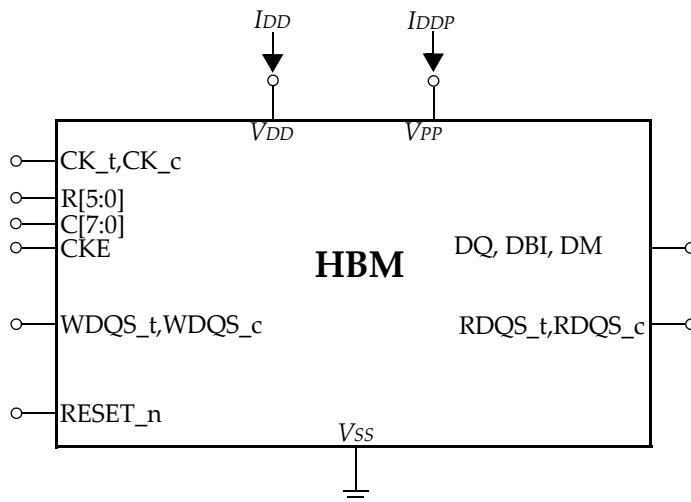 IDD
IDDP
VDD
VPP
CK_t,CK_c
R[5:0]
C[7:0]
CKE
HBM
DQ, DBI, DM
WDQS_t,WDQS_c
RDQS_t,RDQS_c
RESET_n
VSS